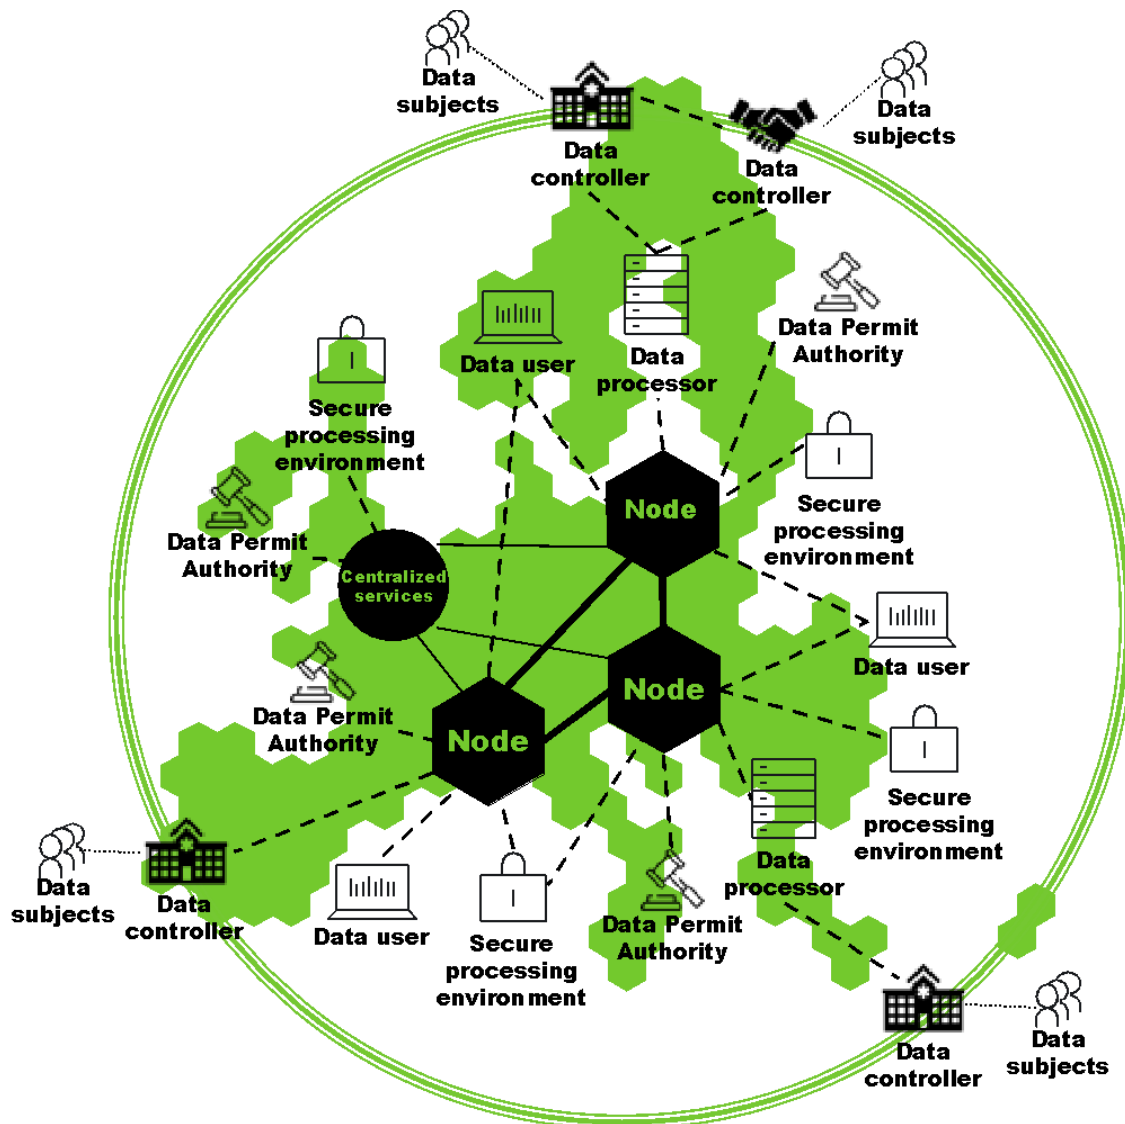 Data
subjects
Data
subjects
Data
controller
Data
controller
Data Permit
Authority
Data user
Data
processor
Secure
processing
environment
Data Permit
Authority
Node
Secure
processing
environment
Centralized
services
Data user
Node
Data Permit
Authority
Node
Secure
processing
environment
Data
processor
Data
subjects
Data
controller
Data user
Secure
processing
environment
Data Permit
Authority
Data
controller
Data
subjects